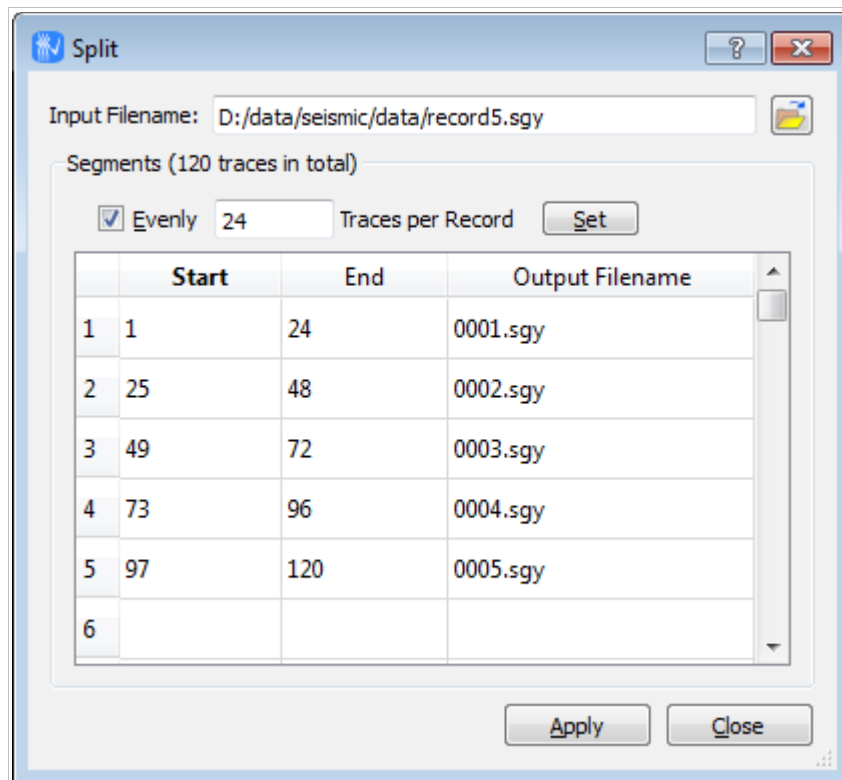 Split
Input Filename: D:/data/seismic/data/record5.sgy
Segments (120 traces in total)
Evenly 24 Traces per Record Set
Start End Output Filename
1 1 24 0001.sgy
2 25 48 0002.sgy
3 49 72 0003.sgy
4 73 96 0004.sgy
5 97 120 0005.sgy
6
Apply Close